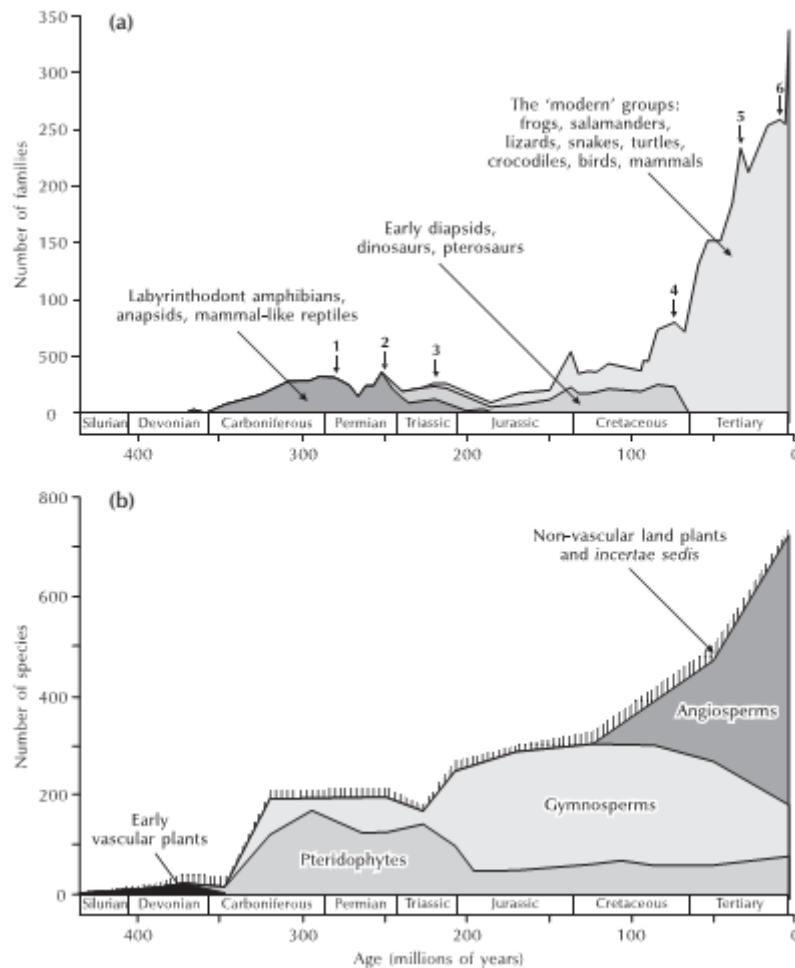 (a)
350
300
250
200
150
100
500
0
Number of families
The ‘modern’ groups:
frogs, salamanders,
lizards, snakes, turtles,
crocodiles, birds, mammals
Early diapsids,
dinosaurs, pterosaurs
Labyrinthodont amphibians,
anapsids, mammal-like reptiles
1
2
3
4
5
6
Silurian Devonian Carboniferous Permian Triassic Jurassic Cretaceous Tertiary
400 300 200 100 0
(b)
800
600
400
200
0
Number of species
Non-vascular land plants
and incertae sedis
Angiosperms
Gymnosperms
Early
vascular plants
Pteridophytes
Silurian Devonian Carboniferous Permian Triassic Jurassic Cretaceous Tertiary
400 300 200 100 0
Age (millions of years)